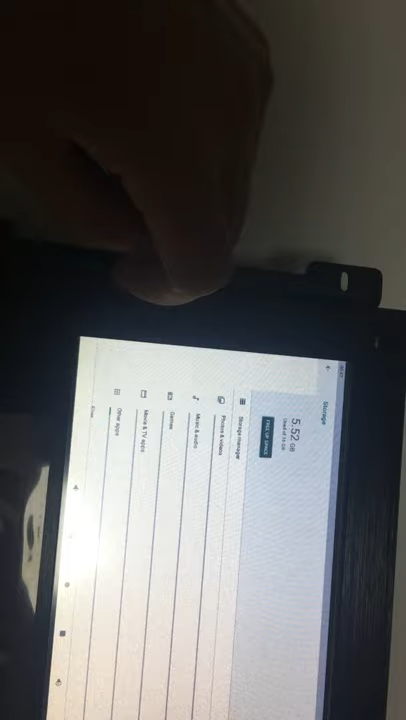 Storage
5.52 GB
Used of 16 GB
FREE UP SPACE
Storage manager
Photos & videos
Music & audio
Games
Movie & TV apps
Other apps
Files